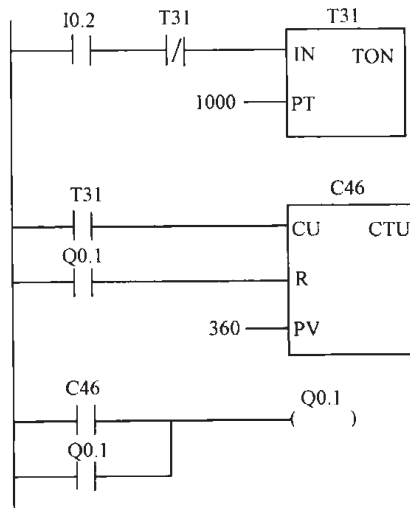 I0.2 T31 T31
IN TON
1000 PT
T31 C46
CU CTU
Q0.1
R
360 PV
C46 Q0.1
Q0.1